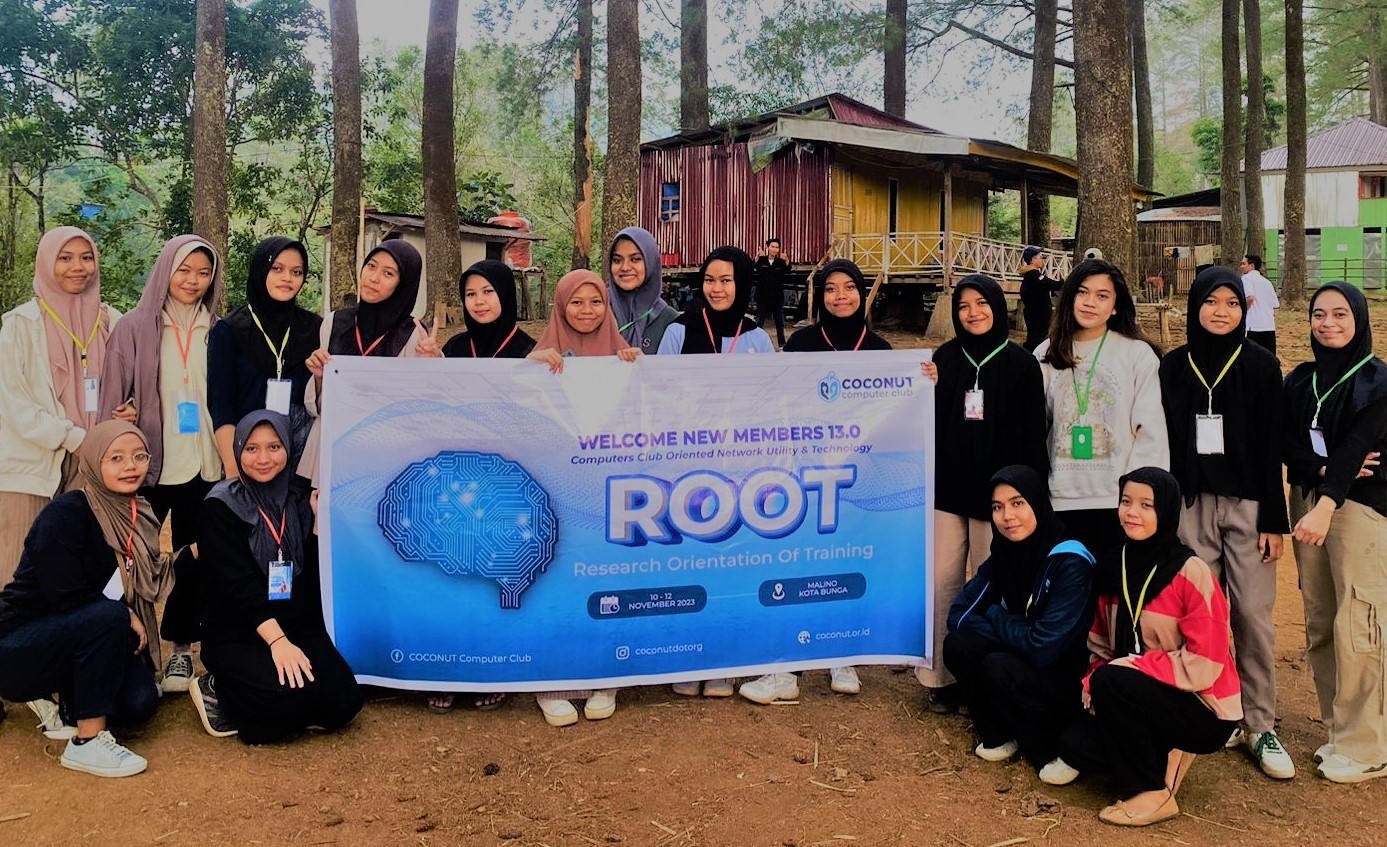 COCONUT
computer club
WELCOME NEW MEMBERS 13.0
Computers Club Oriented Network Utility & Technology
ROOT
Research Orientation Of Training
10 - 12
NOVEMBER 2023
MALINO
KOTA BUNGA
COCONUT Computer Club
coconutdotorg
coconut.or.id